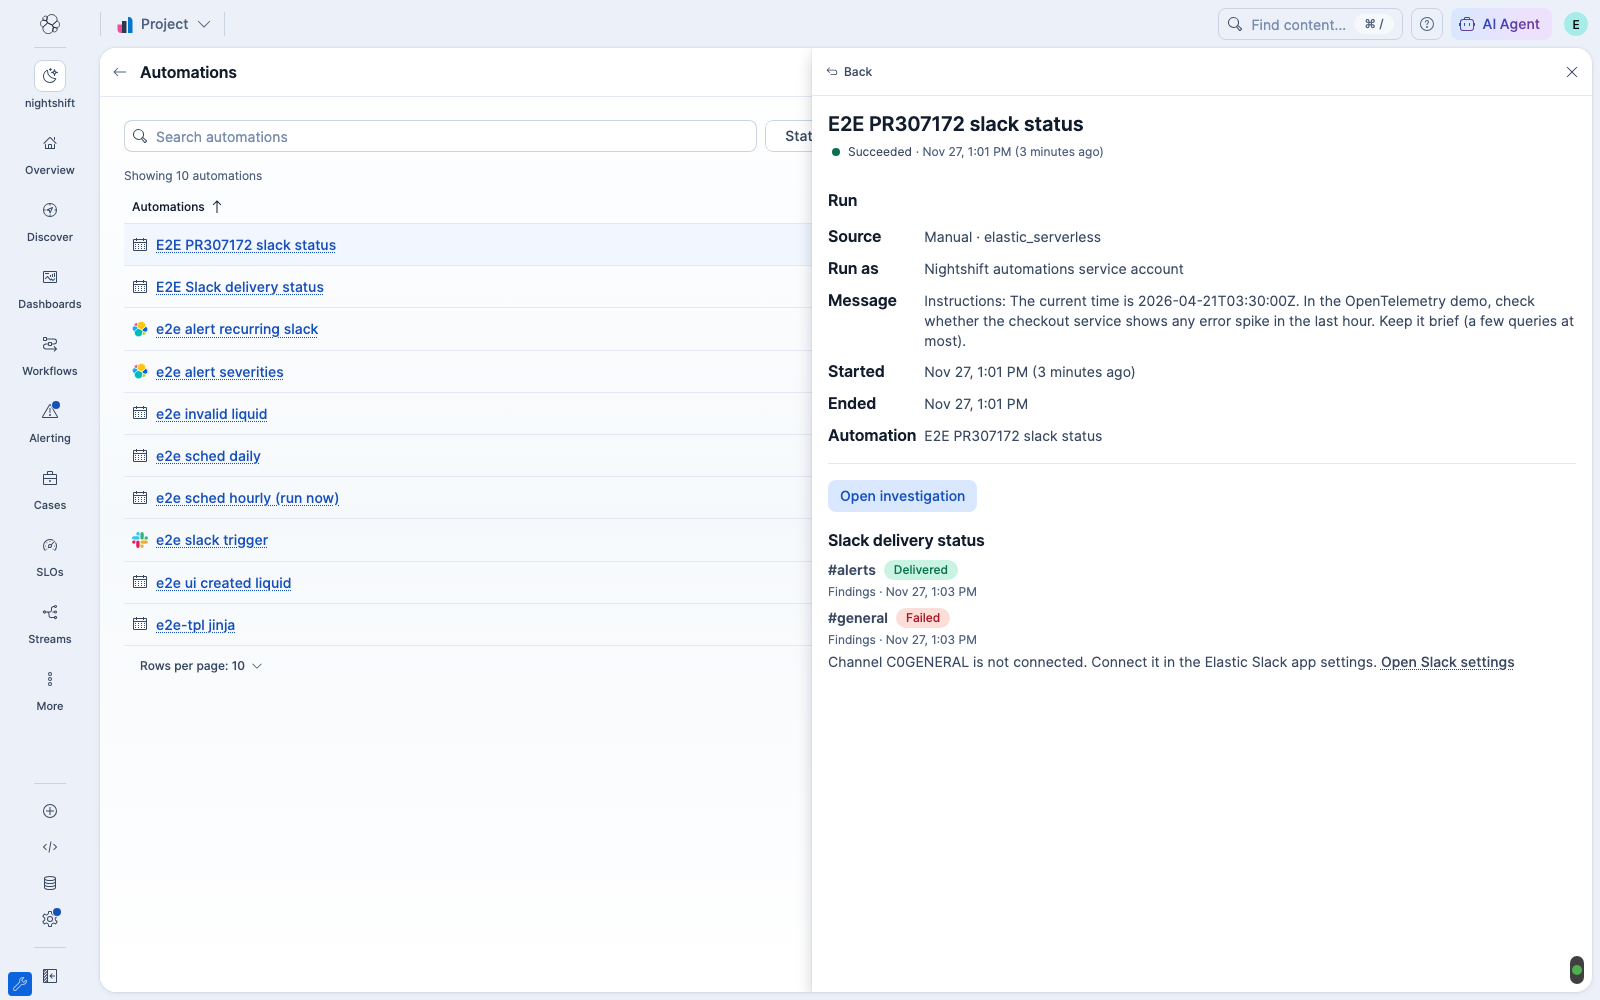 Project
Find content...
⌘ /
AI Agent
E
nightshift
Overview
Discover
Dashboards
Workflows
Alerting
Cases
SLOs
Streams
More
Automations
Search automations
Stat
Showing 10 automations
Automations
E2E PR307172 slack status
E2E Slack delivery status
e2e alert recurring slack
e2e alert severities
e2e invalid liquid
e2e sched daily
e2e sched hourly (run now)
e2e slack trigger
e2e ui created liquid
e2e-tpl jinja
Rows per page: 10
Back
E2E PR307172 slack status
Succeeded · Nov 27, 1:01 PM (3 minutes ago)
Run
Source Manual · elastic_serverless
Run as Nightshift automations service account
Message Instructions: The current time is 2026-04-21T03:30:00Z. In the OpenTelemetry demo, check
whether the checkout service shows any error spike in the last hour. Keep it brief (a few queries at
most).
Started Nov 27, 1:01 PM (3 minutes ago)
Ended Nov 27, 1:01 PM
Automation E2E PR307172 slack status
Open investigation
Slack delivery status
#alerts Delivered
Findings · Nov 27, 1:03 PM
#general Failed
Findings · Nov 27, 1:03 PM
Channel C0GENERAL is not connected. Connect it in the Elastic Slack app settings. Open Slack settings